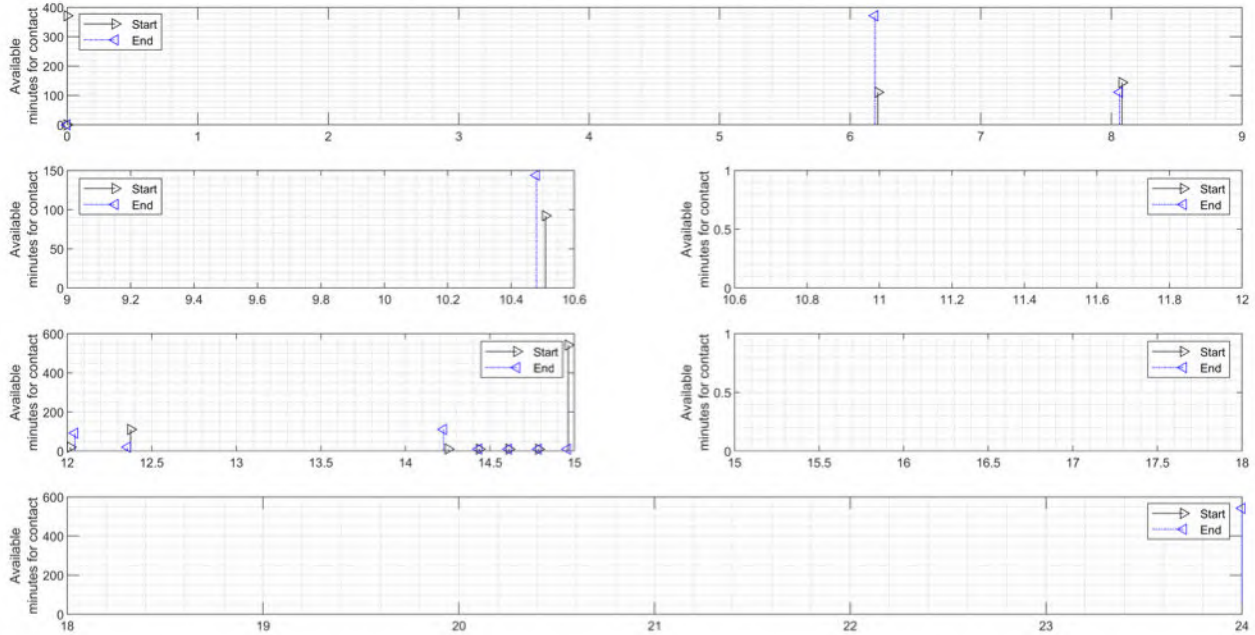 Available
minutes for contact
400
300
200
100
0
Start
End
0 1 2 3 4 5 6 7 8 9
Available
minutes for contact
150
100
50
0
Start
End
9 9.2 9.4 9.6 9.8 10 10.2 10.4 10.6
Available
minutes for contact
1
0.5
0
Start
End
10.6 10.8 11 11.2 11.4 11.6 11.8 12
Available
minutes for contact
600
400
200
0
Start
End
12 12.5 13 13.5 14 14.5 15
Available
minutes for contact
1
0.5
0
Start
End
15 15.5 16 16.5 17 17.5 18
Available
minutes for contact
600
400
200
0
Start
End
18 19 20 21 22 23 24